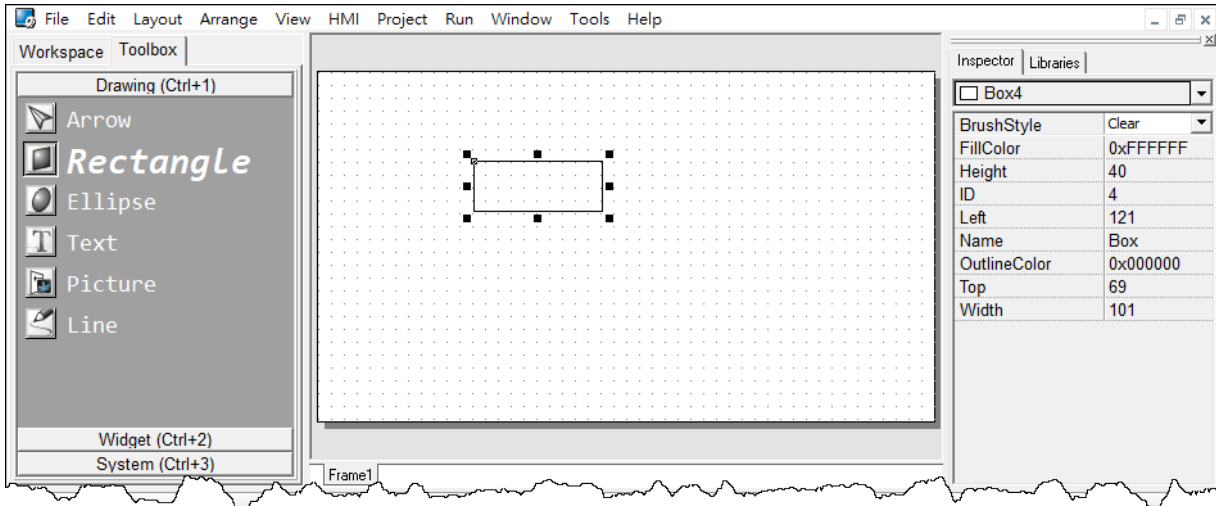 File Edit Layout Arrange View HMI Project Run Window Tools Help
Workspace Toolbox
Drawing (Ctrl+1)
Arrow
Rectangle
Ellipse
Text
Picture
Line
Widget (Ctrl+2)
System (Ctrl+3)
Frame1
Inspector Libraries
Box4
BrushStyle Clear
FillColor 0xFFFFFF
Height 40
ID 4
Left 121
Name Box
OutlineColor 0x000000
Top 69
Width 101